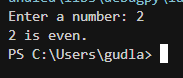 Enter a number: 2
2 is even.
PS C:\Users\gudla>